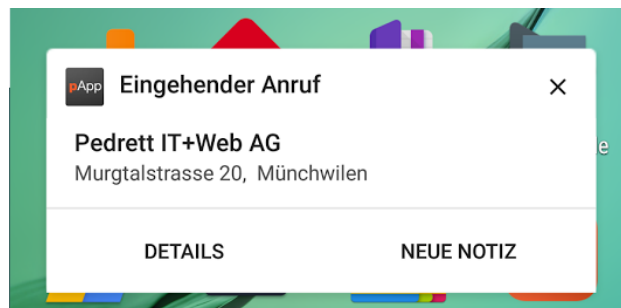 pApp Eingehender Anruf
Pedrett IT+Web AG
Murgtalstrasse 20, Münchwilen
DETAILS NEUE NOTIZ